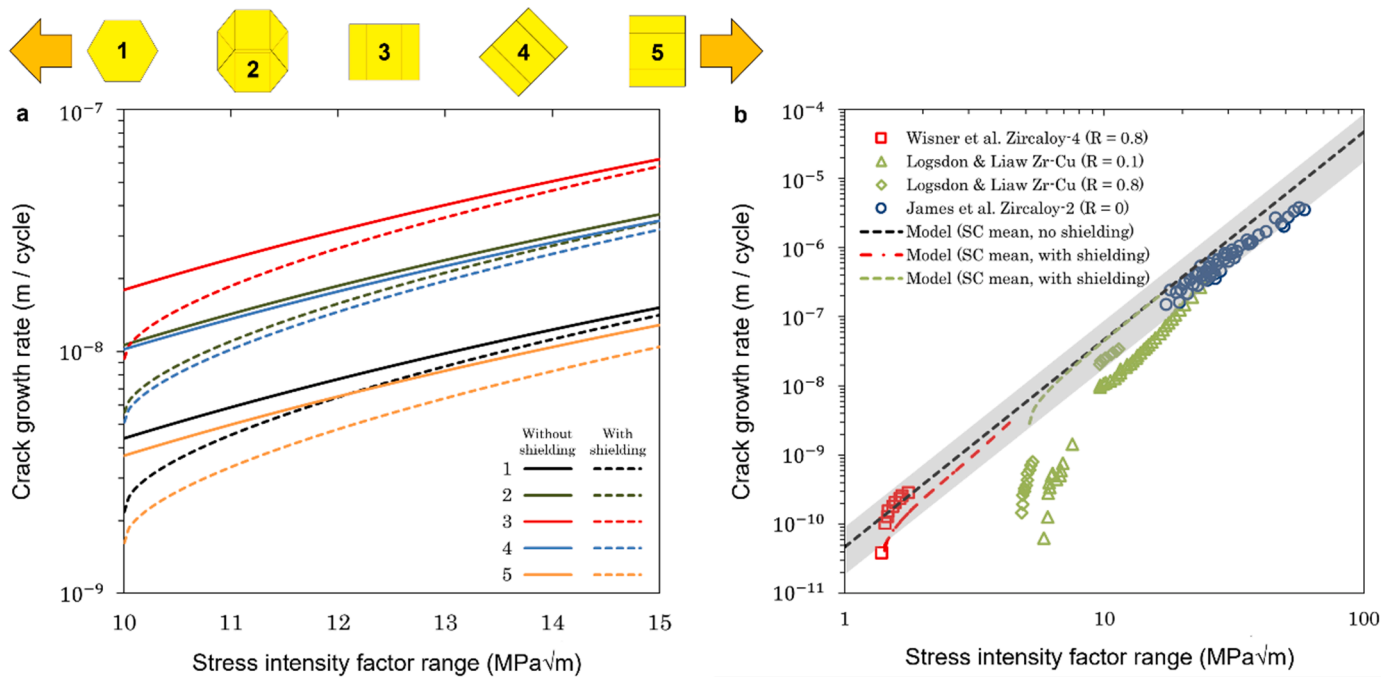 1
2
3
4
5
a
10⁻⁷
10⁻⁸
10⁻⁹
Crack growth rate (m / cycle)
Without shielding
With shielding
1
2
3
4
5
10
11
12
13
14
15
Stress intensity factor range (MPa√m)
b
10⁻⁴
10⁻⁵
10⁻⁶
10⁻⁷
10⁻⁸
10⁻⁹
10⁻¹⁰
10⁻¹¹
Crack growth rate (m / cycle)
Wisner et al. Zircaloy-4 (R = 0.8)
Logsdon & Liaw Zr-Cu (R = 0.1)
Logsdon & Liaw Zr-Cu (R = 0.8)
James et al. Zircaloy-2 (R = 0)
Model (SC mean, no shielding)
Model (SC mean, with shielding)
Model (SC mean, with shielding)
1
10
100
Stress intensity factor range (MPa√m)